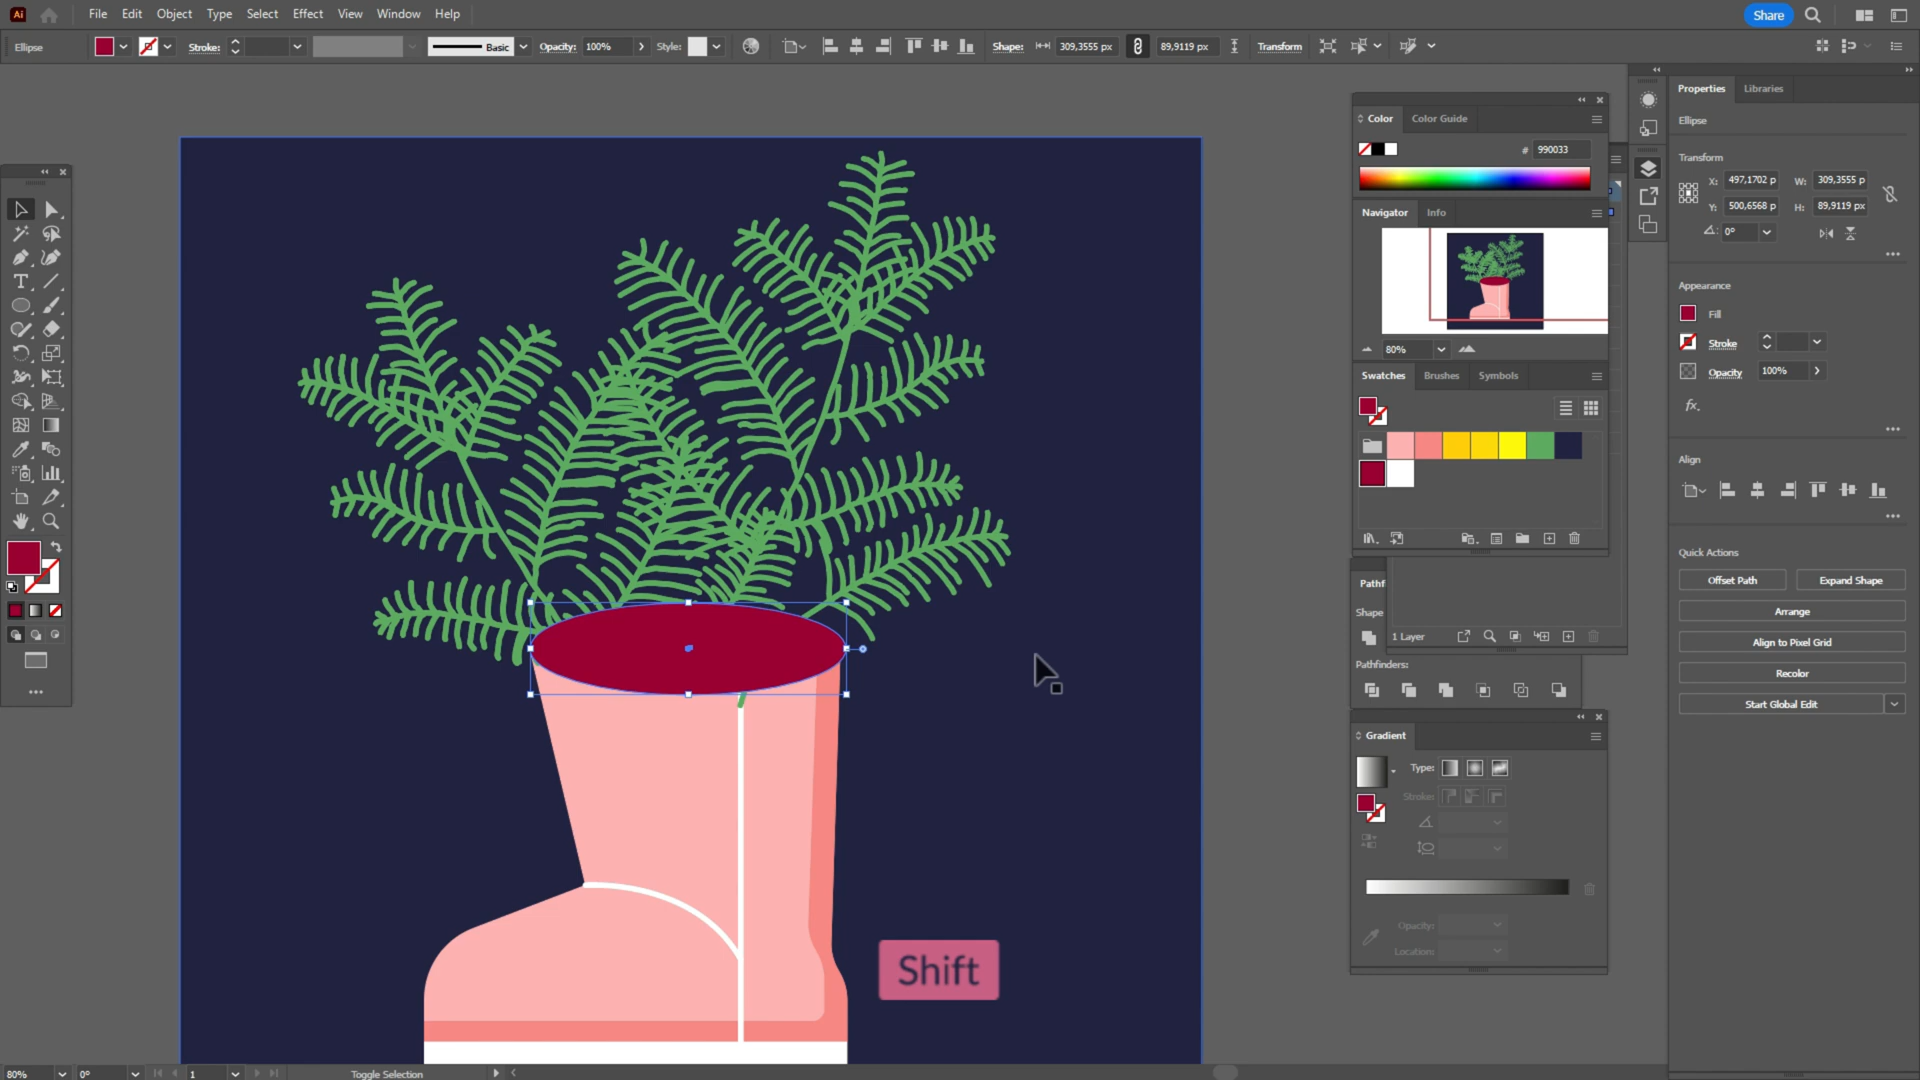 Ai File Edit Object Type Select Effect View Window Help Share
Ellipse Stroke: Basic Opacity: 100% Style: Shape: 309,3555 px 89,9119 px Transform
Properties Libraries
Ellipse
Transform
X: 497,1702 p W: 309,3555 p
Y: 500,6568 p H: 89,9119 px
0°
Appearance
Fill
Stroke
Opacity 100%
fx.
Align
Quick Actions
Offset Path Expand Shape
Arrange
Align to Pixel Grid
Recolor
Start Global Edit
Color Color Guide
# 990033
Navigator Info
80%
Swatches Brushes Symbols
Pathf
Shape
1 Layer
Pathfinders:
Gradient
Type:
Stroke:
Opacity:
Location:
Shift
80% 0° 1 Toggle Selection